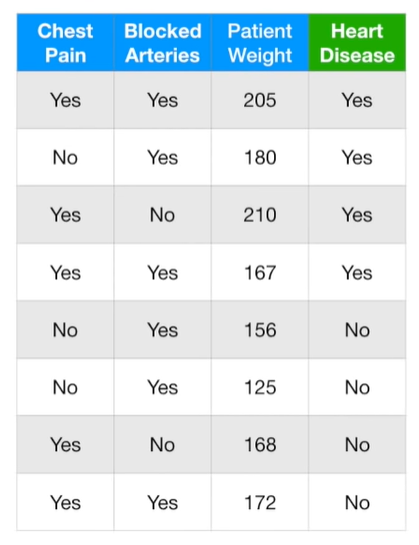 Chest Pain Blocked Arteries Patient Weight Heart Disease
Yes Yes 205 Yes
No Yes 180 Yes
Yes No 210 Yes
Yes Yes 167 Yes
No Yes 156 No
No Yes 125 No
Yes No 168 No
Yes Yes 172 No